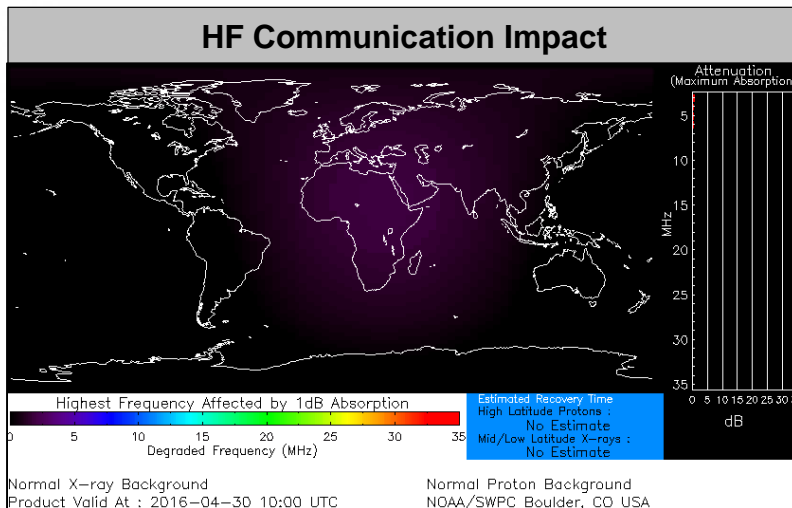 HF Communication Impact
Attenuation
(Maximum Absorption)
5
10
15
20
25
30
35
MHz
0 5 10 15 20 25 30
dB
Highest Frequency Affected by 1dB Absorption
0 5 10 15 20 25 30 35
Degraded Frequency (MHz)
Estimated Recovery Time
High Latitude Protons :
No Estimate
Mid/Low Latitude X-rays :
No Estimate
Normal X-ray Background
Product Valid At : 2016-04-30 10:00 UTC
Normal Proton Background
NOAA/SWPC Boulder, CO USA